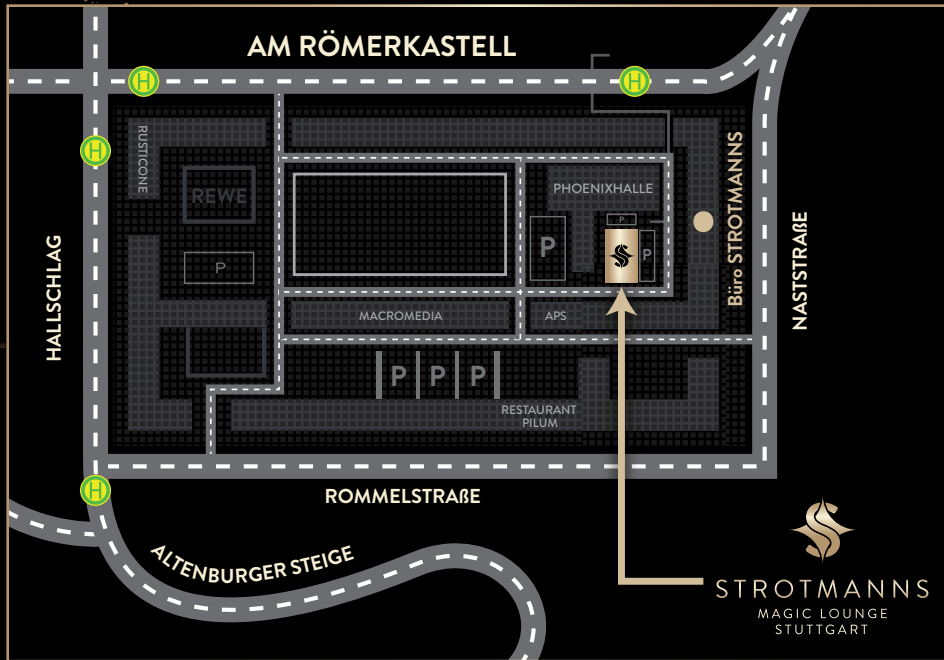 AM RÖMERKASTELL
H
H
H
RUSTICONE
REWE
PHOENIXHALLE
P
P
P
P
S
Büro STROTMANNS
HALLSCHLAG
NASTSTRAßE
MACROMEDIA
APS
P
P
P
RESTAURANT
PILUM
H
ROMMELSTRAßE
ALTENBURGER STEIGE
S
STROTMANNS
MAGIC LOUNGE
STUTTGART